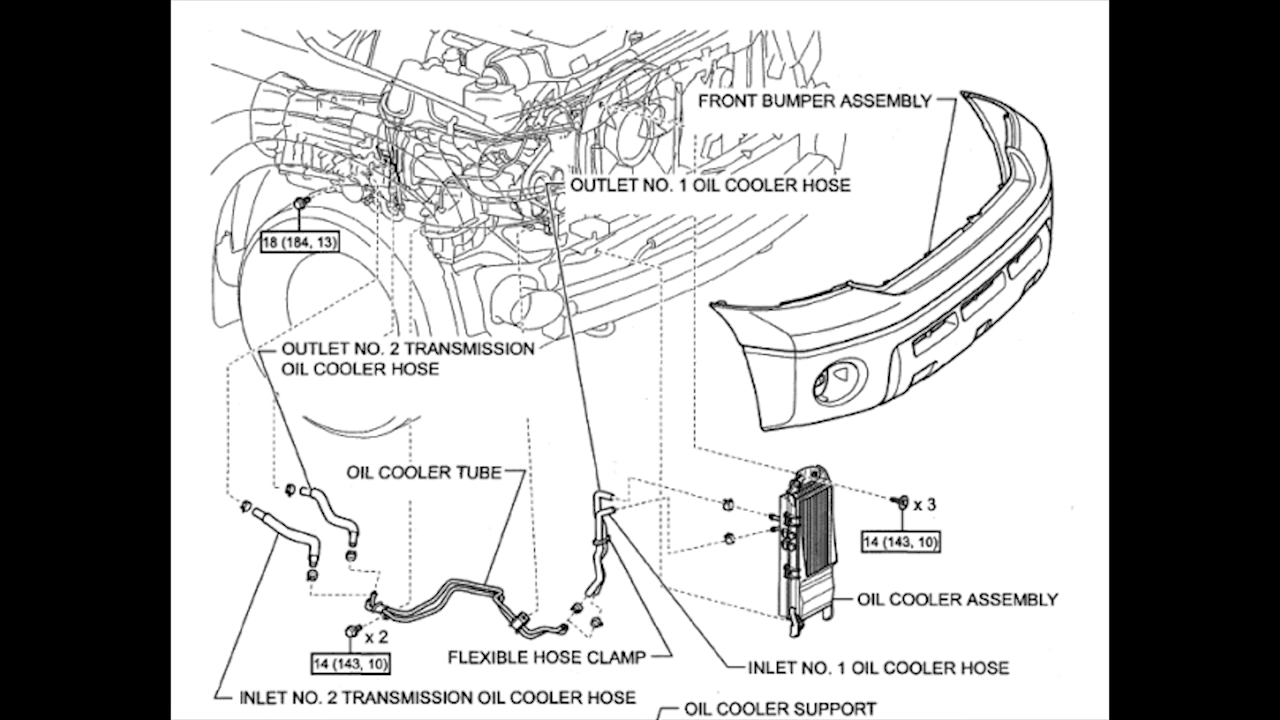 FRONT BUMPER ASSEMBLY
OUTLET NO. 1 OIL COOLER HOSE
18 (184, 13)
OUTLET NO. 2 TRANSMISSION
OIL COOLER HOSE
OIL COOLER TUBE
x 3
14 (143, 10)
OIL COOLER ASSEMBLY
x 2
14 (143, 10)
FLEXIBLE HOSE CLAMP
INLET NO. 1 OIL COOLER HOSE
INLET NO. 2 TRANSMISSION OIL COOLER HOSE
OIL COOLER SUPPORT